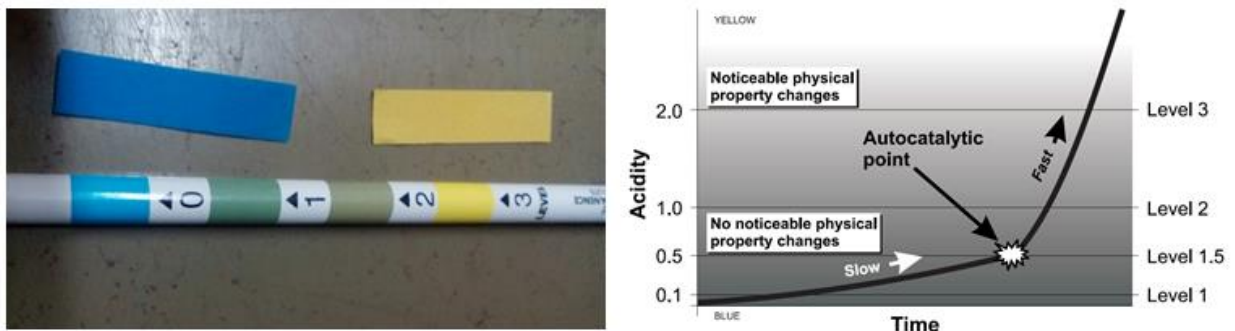 0
1
2
3
LEVEL
YELLOW
Noticeable physical
property changes
2.0
Level 3
Autocatalytic
point
Fast
Acidity
1.0
Level 2
No noticeable physical
property changes
0.5
Slow
Level 1.5
0.1
Level 1
BLUE
Time